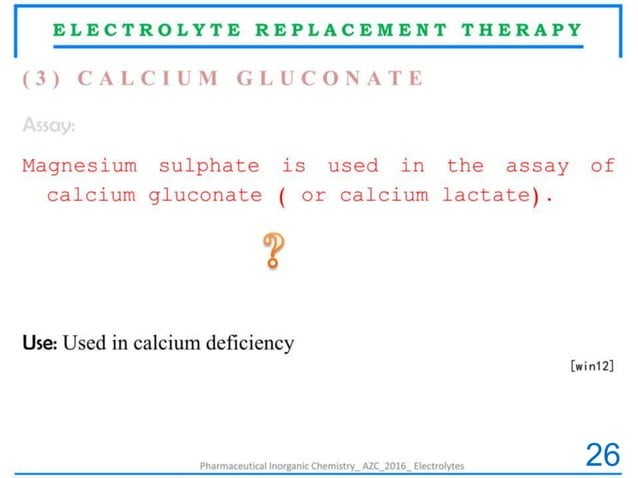 ELECTROLYTE REPLACEMENT THERAPY
(3) CALCIUM GLUCONATE
Assay:
Magnesium sulphate is used in the assay of
calcium gluconate ( or calcium lactate).
?
Use: Used in calcium deficiency
[win12]
Pharmaceutical Inorganic Chemistry_ AZC_2016_ Electrolytes
26